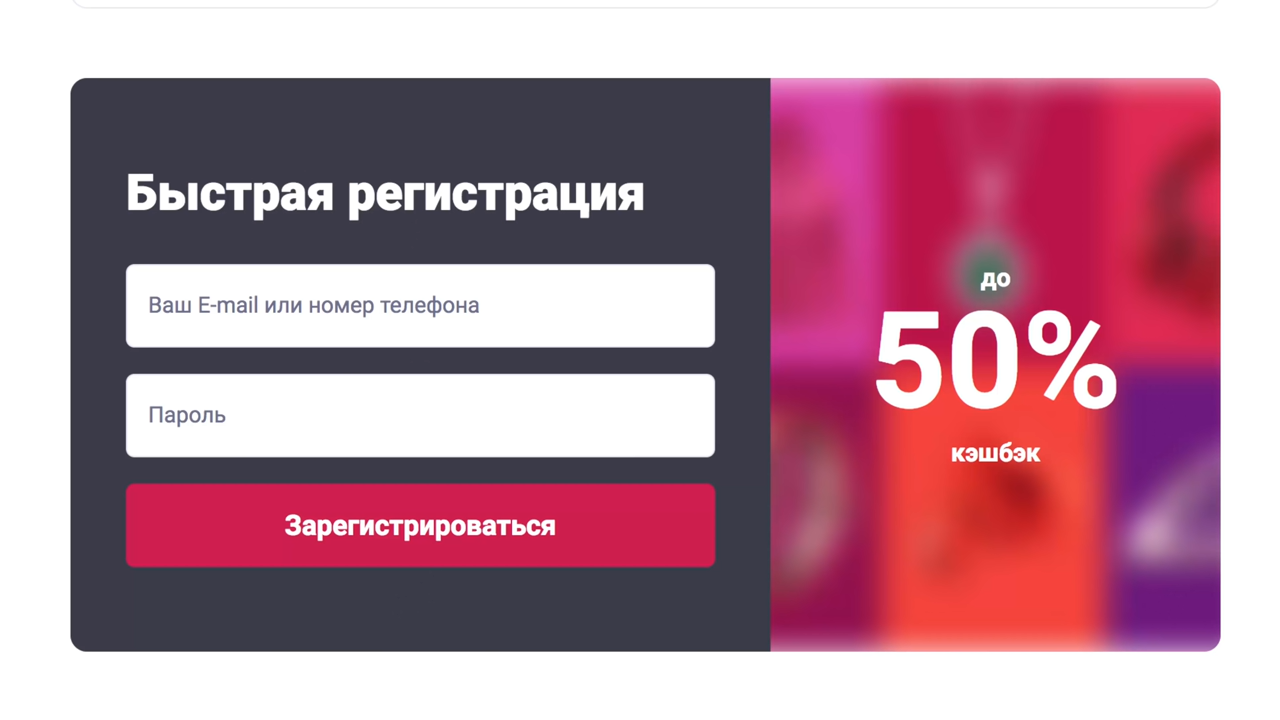 Быстрая регистрация
Ваш E-mail или номер телефона
Пароль
Зарегистрироваться
до
50%
кэшбэк